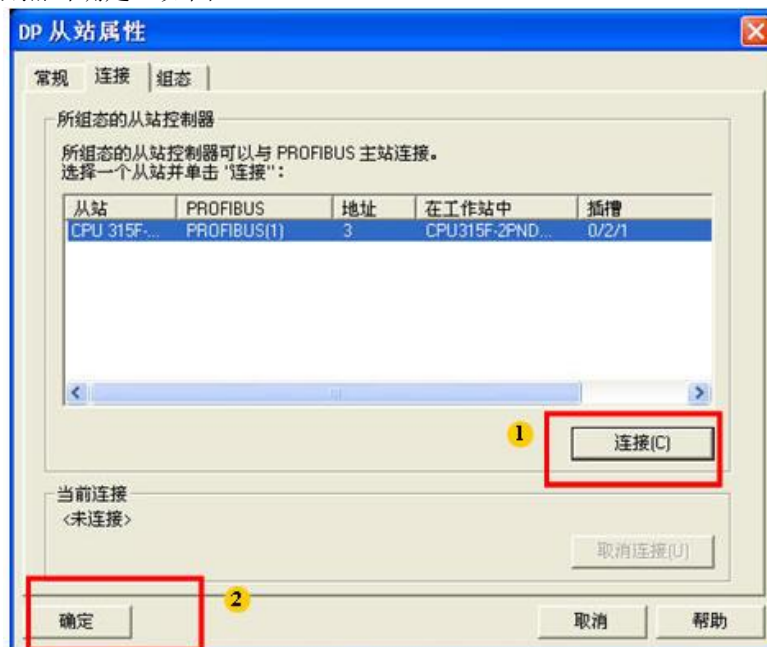 DP 从站属性
常规 连接 组态
所组态的从站控制器
所组态的从站控制器可以与 PROFIBUS 主站连接。
选择一个从站并单击 "连接"：
从站 PROFIBUS 地址 在工作站中 插槽
CPU 315F-... PROFIBUS(1) 3 CPU315F-2PND... 0/2/1
1 连接(C)
当前连接
<未连接>
取消连接(U)
2
确定 取消 帮助